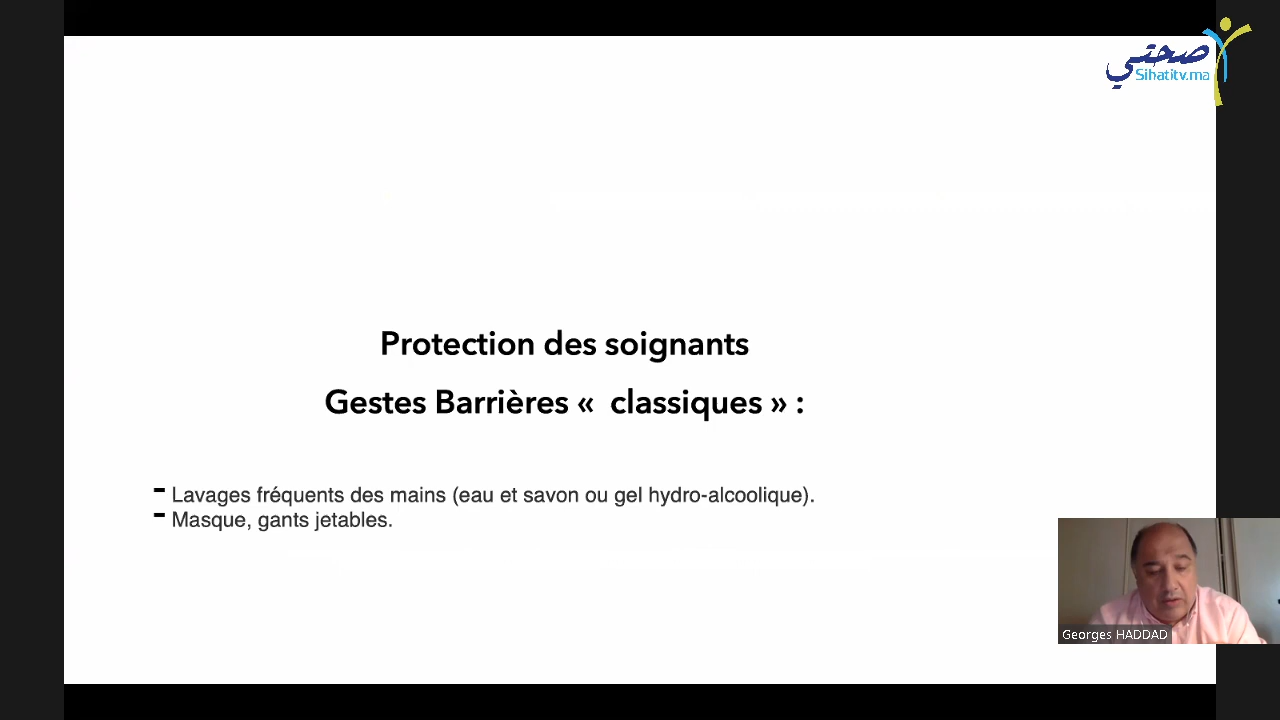 صحتي
Sihatitv.ma
Protection des soignants
Gestes Barrières «  classiques » :
- Lavages fréquents des mains (eau et savon ou gel hydro-alcoolique).
- Masque, gants jetables.
Georges HADDAD